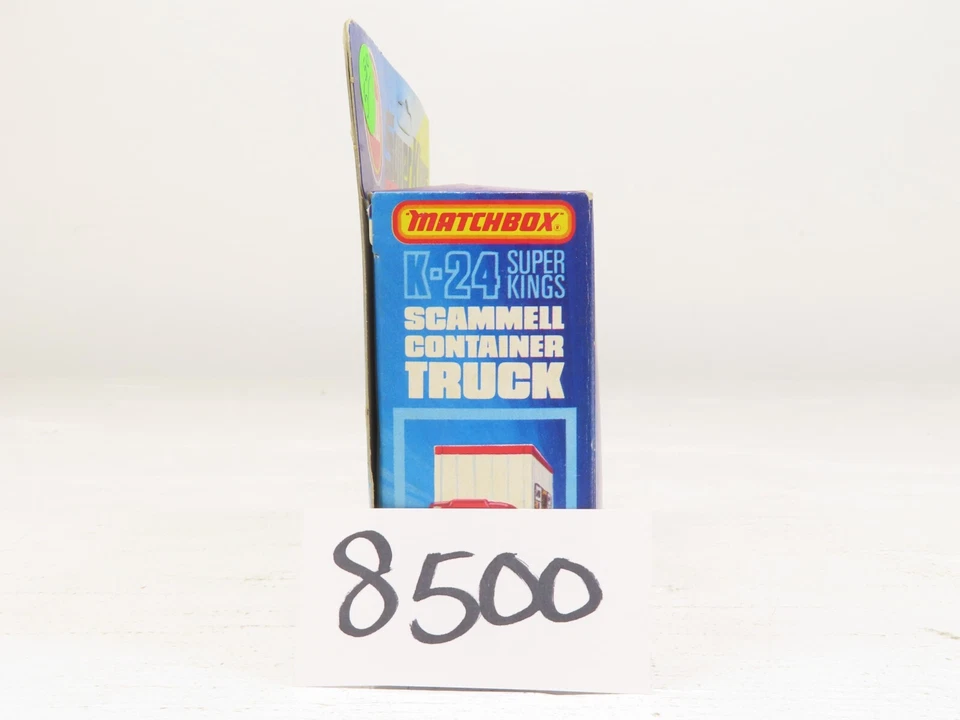 MATCHBOX®
K-24 SUPER KINGS
SCAMMELL
CONTAINER
TRUCK
8500